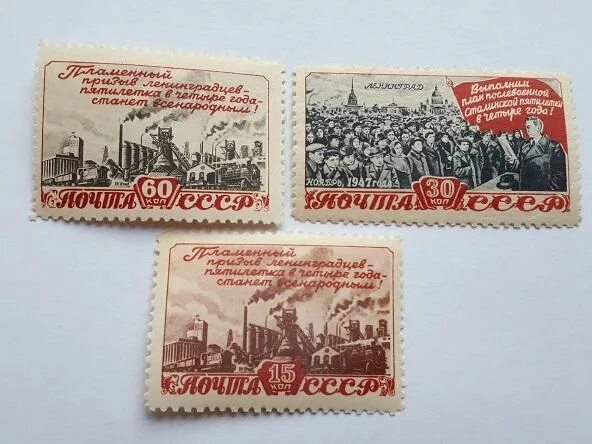 Пламенный
призыв ленинградцев–
пятилетка в четыре года–
станет всенародным!
ПОЧТА 60 КОП СССР
ЛЕНИНГРАД
Выполним
план послевоенной
Сталинской пятилетки
в четыре года!
НОЯБРЬ, 1947 года
ПОЧТА 30 КОП СССР
Пламенный
призыв ленинградцев–
–пятилетка в четыре года–
станет всенародным!
ПОЧТА 15 КОП СССР